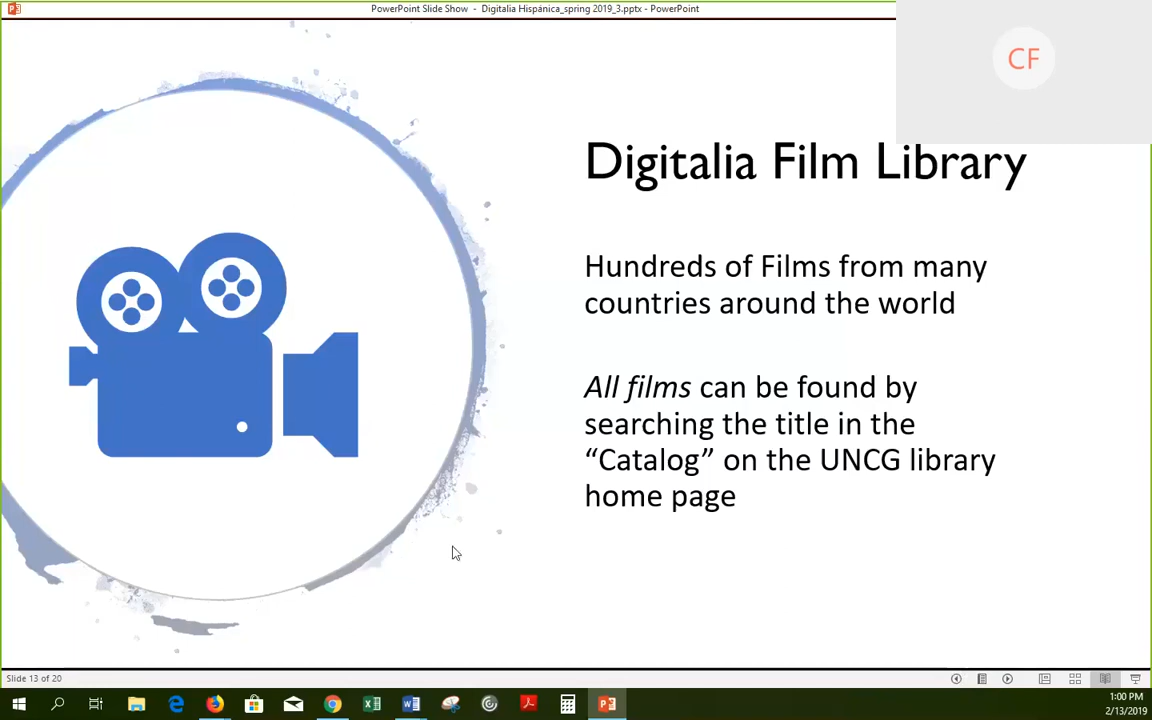 PowerPoint Slide Show - Digitalia Hispánica_spring 2019_3.pptx - PowerPoint
CF
Digitalia Film Library
Hundreds of Films from many
countries around the world
All films can be found by
searching the title in the
“Catalog” on the UNCG library
home page
Slide 13 of 20
1:00 PM
2/13/2019